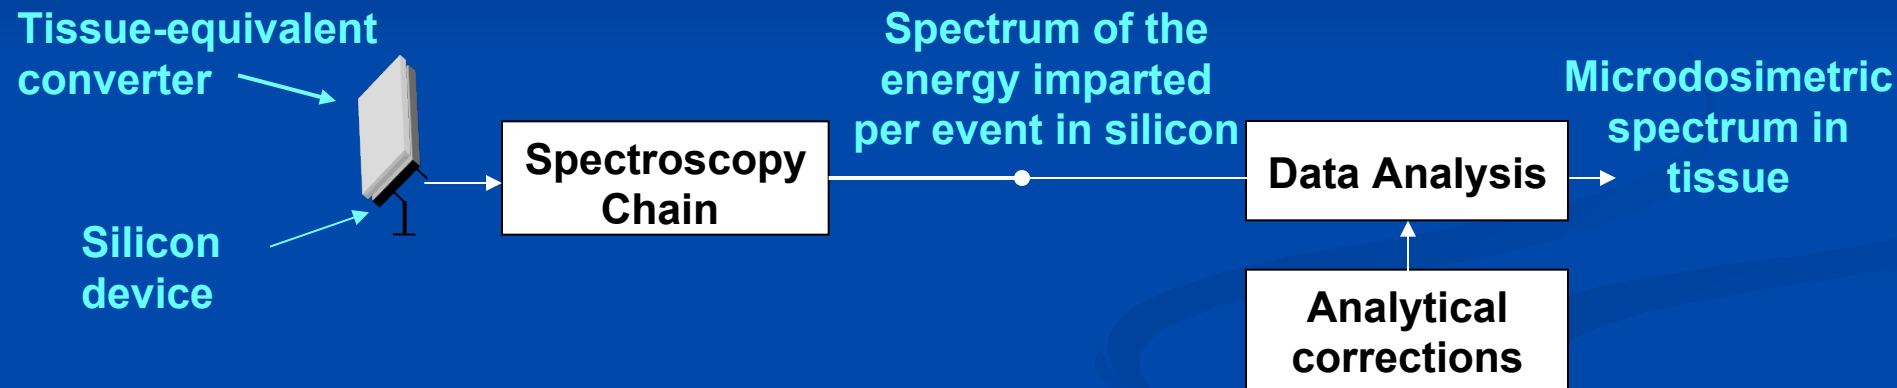 Tissue-equivalent
converter
Silicon
device
Spectroscopy
Chain
Spectrum of the
energy imparted
per event in silicon
Data Analysis
Analytical
corrections
Microdosimetric
spectrum in
tissue